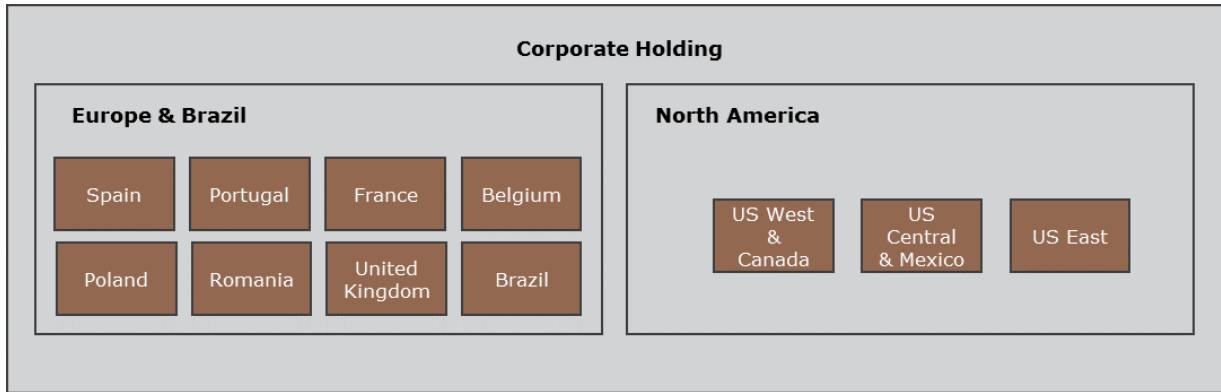 Corporate Holding
Europe & Brazil
Spain
Portugal
France
Belgium
Poland
Romania
United
Kingdom
Brazil
North America
US West
&
Canada
US
Central
& Mexico
US East